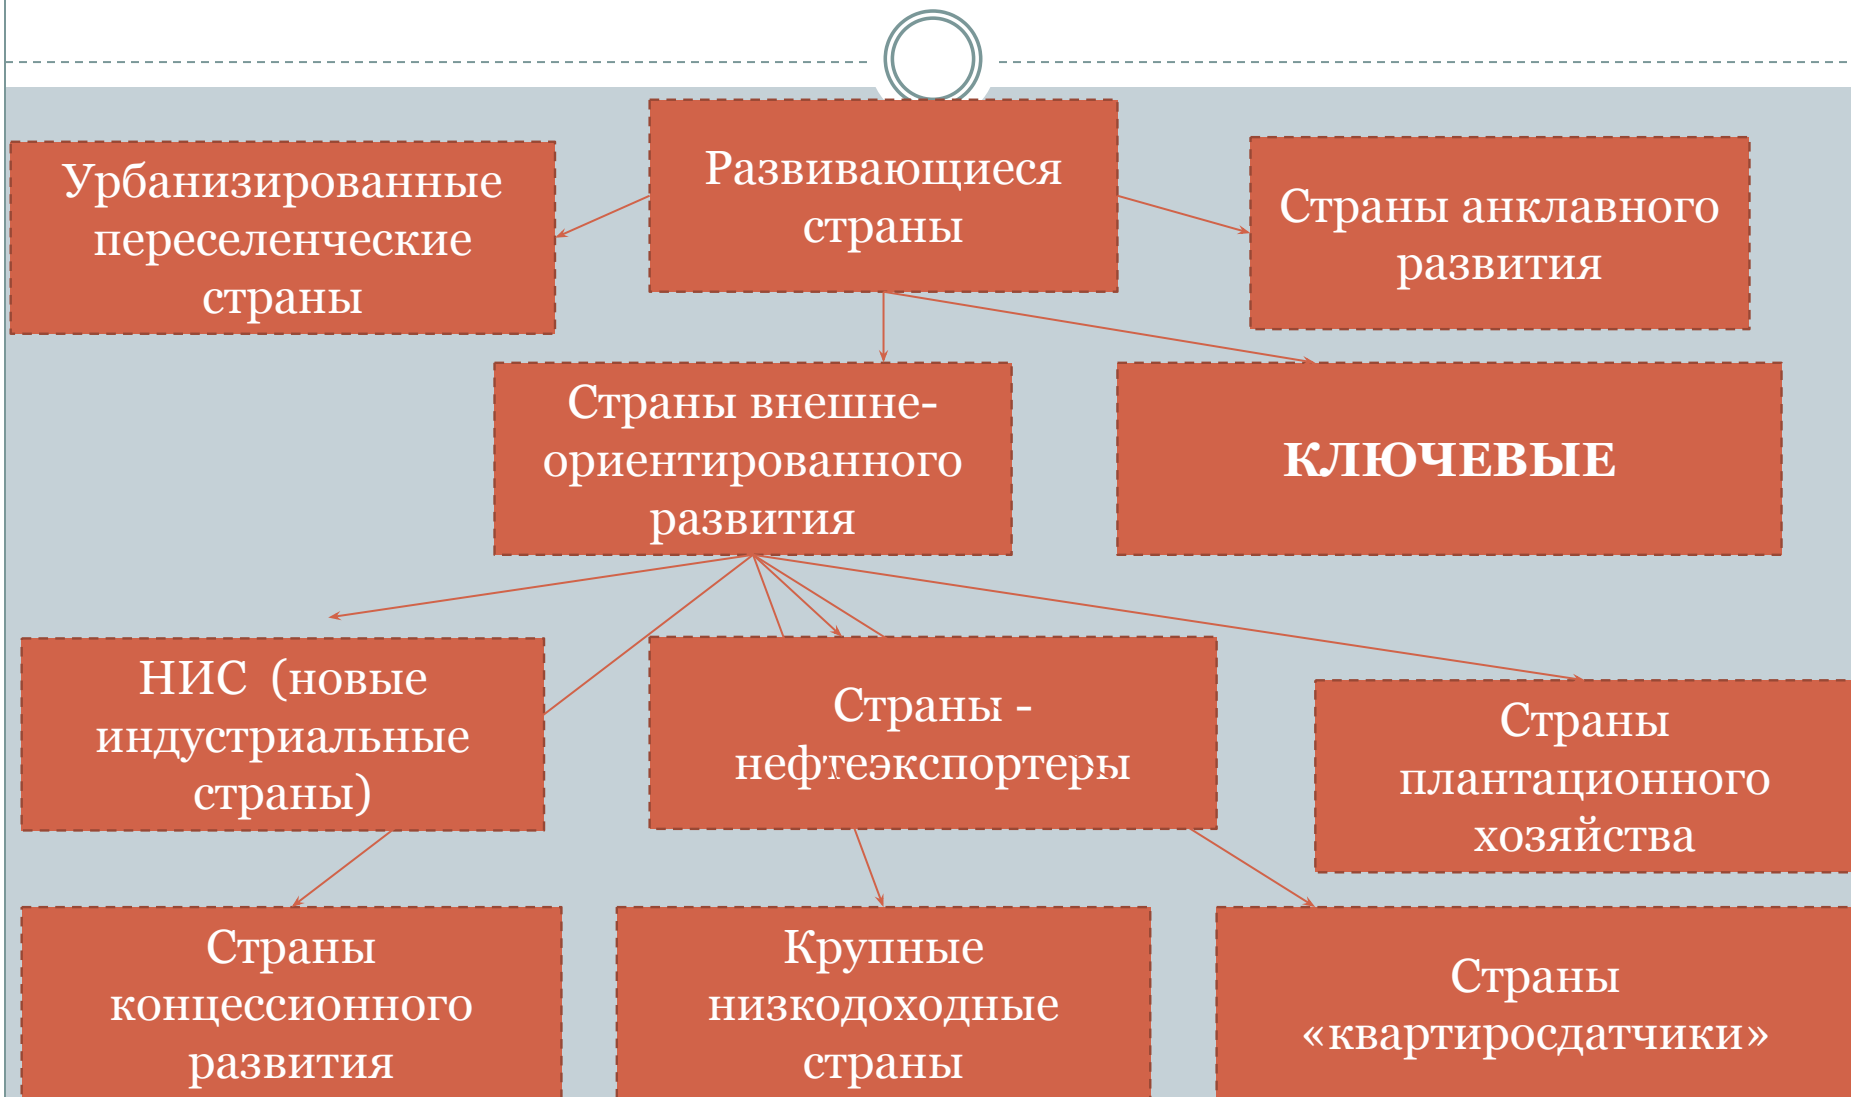 Развивающиеся
страны
Урбанизированные
переселенческие
страны
Страны анклавного
развития
Страны внешне-
ориентированного
развития
КЛЮЧЕВЫЕ
НИС (новые
индустриальные
страны)
Страны -
нефтеэкспортеры
Страны
плантационного
хозяйства
Страны
концессионного
развития
Крупные
низкодоходные
страны
Страны
«квартиросдатчики»